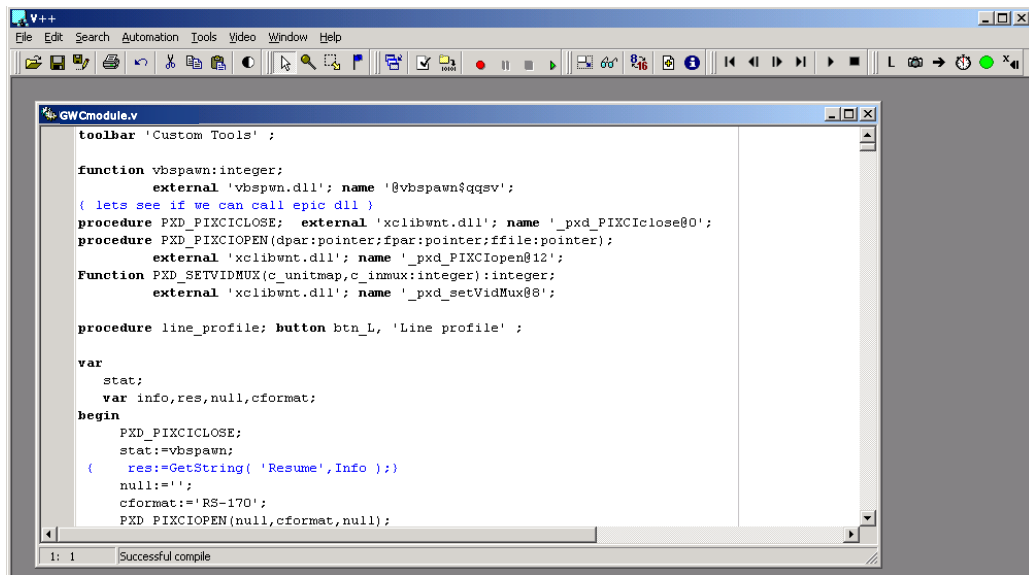 V++
File Edit Search Automation Tools Video Window Help
GWCmodule.v
toolbar 'Custom Tools' ;
function vbspawn:integer;
external 'vbspwn.dll'; name '@vbspawn$qqsv';
{ lets see if we can call epic dll }
procedure PXD_PIXCICLOSE; external 'xclibwnt.dll'; name '_pxd_PIXCIclose@0';
procedure PXD_PIXCIOPEN(dpar:pointer;fpar:pointer;ffile:pointer);
external 'xclibwnt.dll'; name '_pxd_PIXCIopen@12';
Function PXD_SETVIDMUX(c_unitmap,c_inmux:integer):integer;
external 'xclibwnt.dll'; name '_pxd_setVidMux@8';
procedure line_profile; button btn_L, 'Line profile' ;
var
stat;
var info,res,null,cformat;
begin
PXD_PIXCICLOSE;
stat:=vbspawn;
{ res:=GetString( 'Resume',Info );}
null:='';
cformat:='RS-170';
PXD_PIXCIOPEN(null,cformat,null);
1: 1 Successful compile